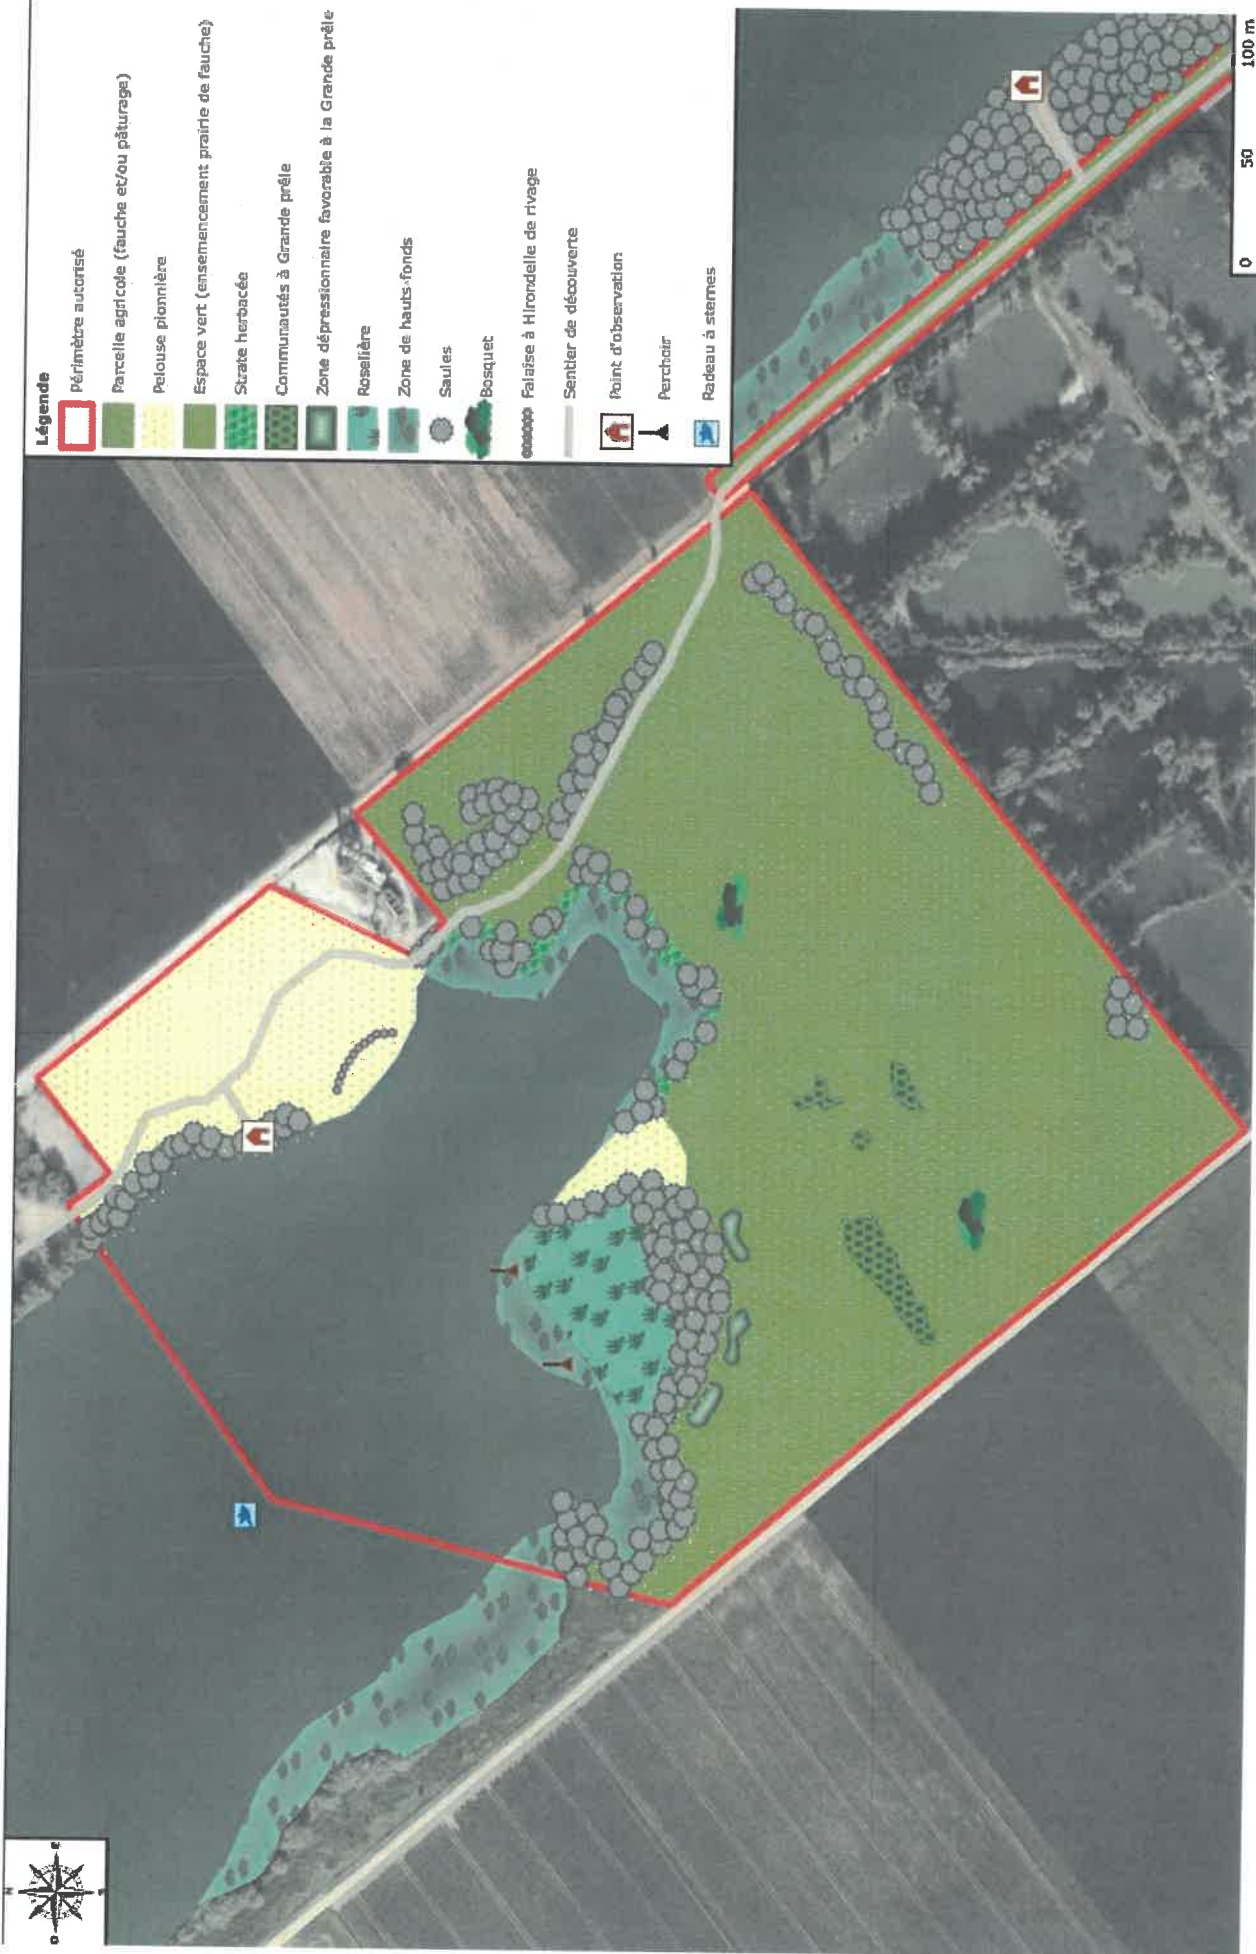 Légende
Périmètre autorisé
Parcelle agricole (fauche et/ou pâturage)
Pelouse pionnière
Espace vert (ensemencement prairie de fauche)
Strate herbacée
Communautés à Grande prêle
Zone dépressionnaire favorable à la Grande prêle
Roselière
Zone de hauts-fonds
Saules
Bosquet
Falaise à Hirondelle de rivage
Sentier de découverte
Point d'observation
Perchoir
Radeau à sternes
0 50 100 m
N
O E